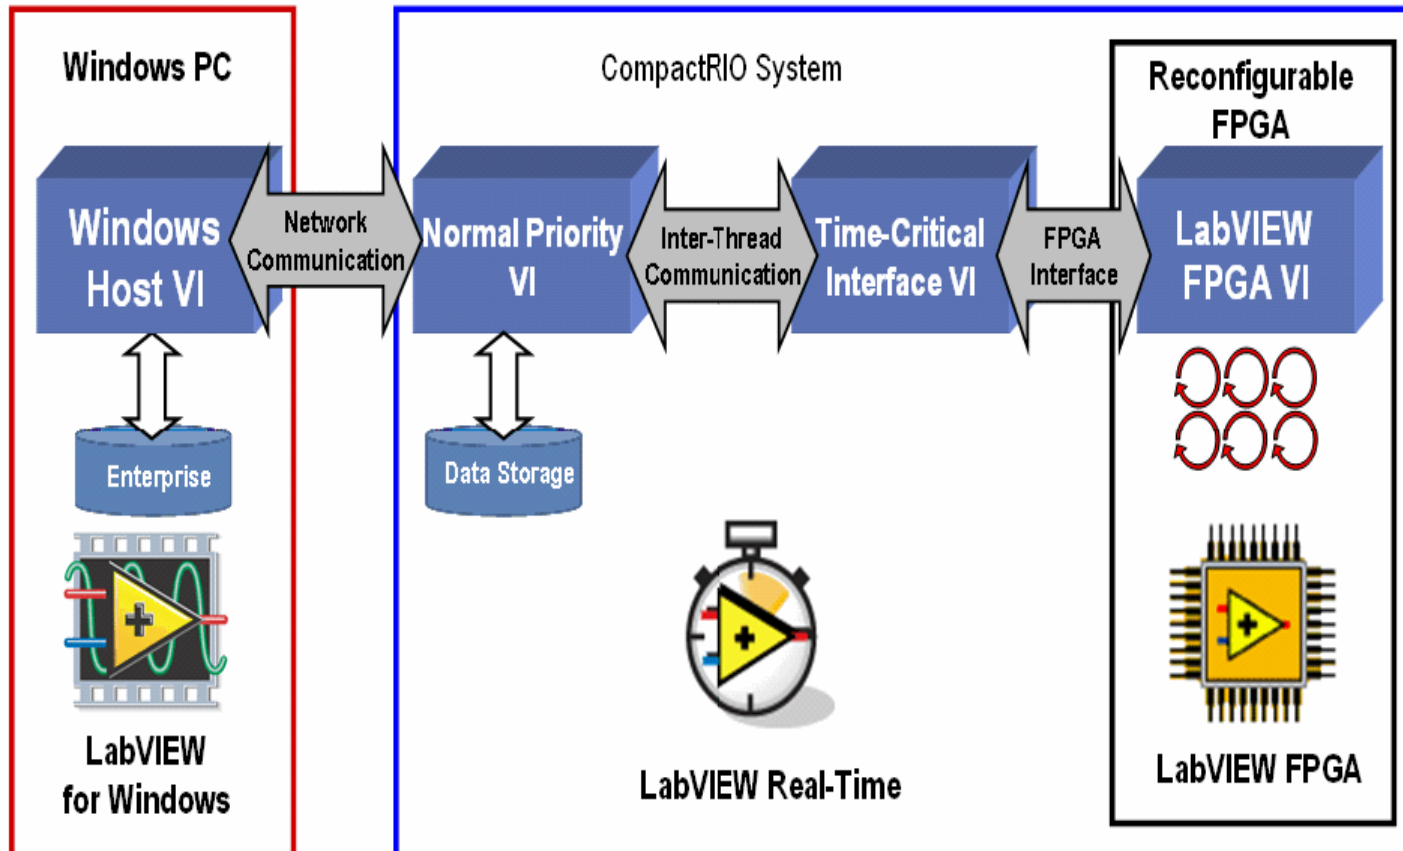 Windows PC
CompactRIO System
Reconfigurable
FPGA
Windows
Host VI
Network
Communication
Normal Priority
VI
Inter-Thread
Communication
Time-Critical
Interface VI
FPGA
Interface
LabVIEW
FPGA VI
Enterprise
Data Storage
LabVIEW
for Windows
LabVIEW Real-Time
LabVIEW FPGA